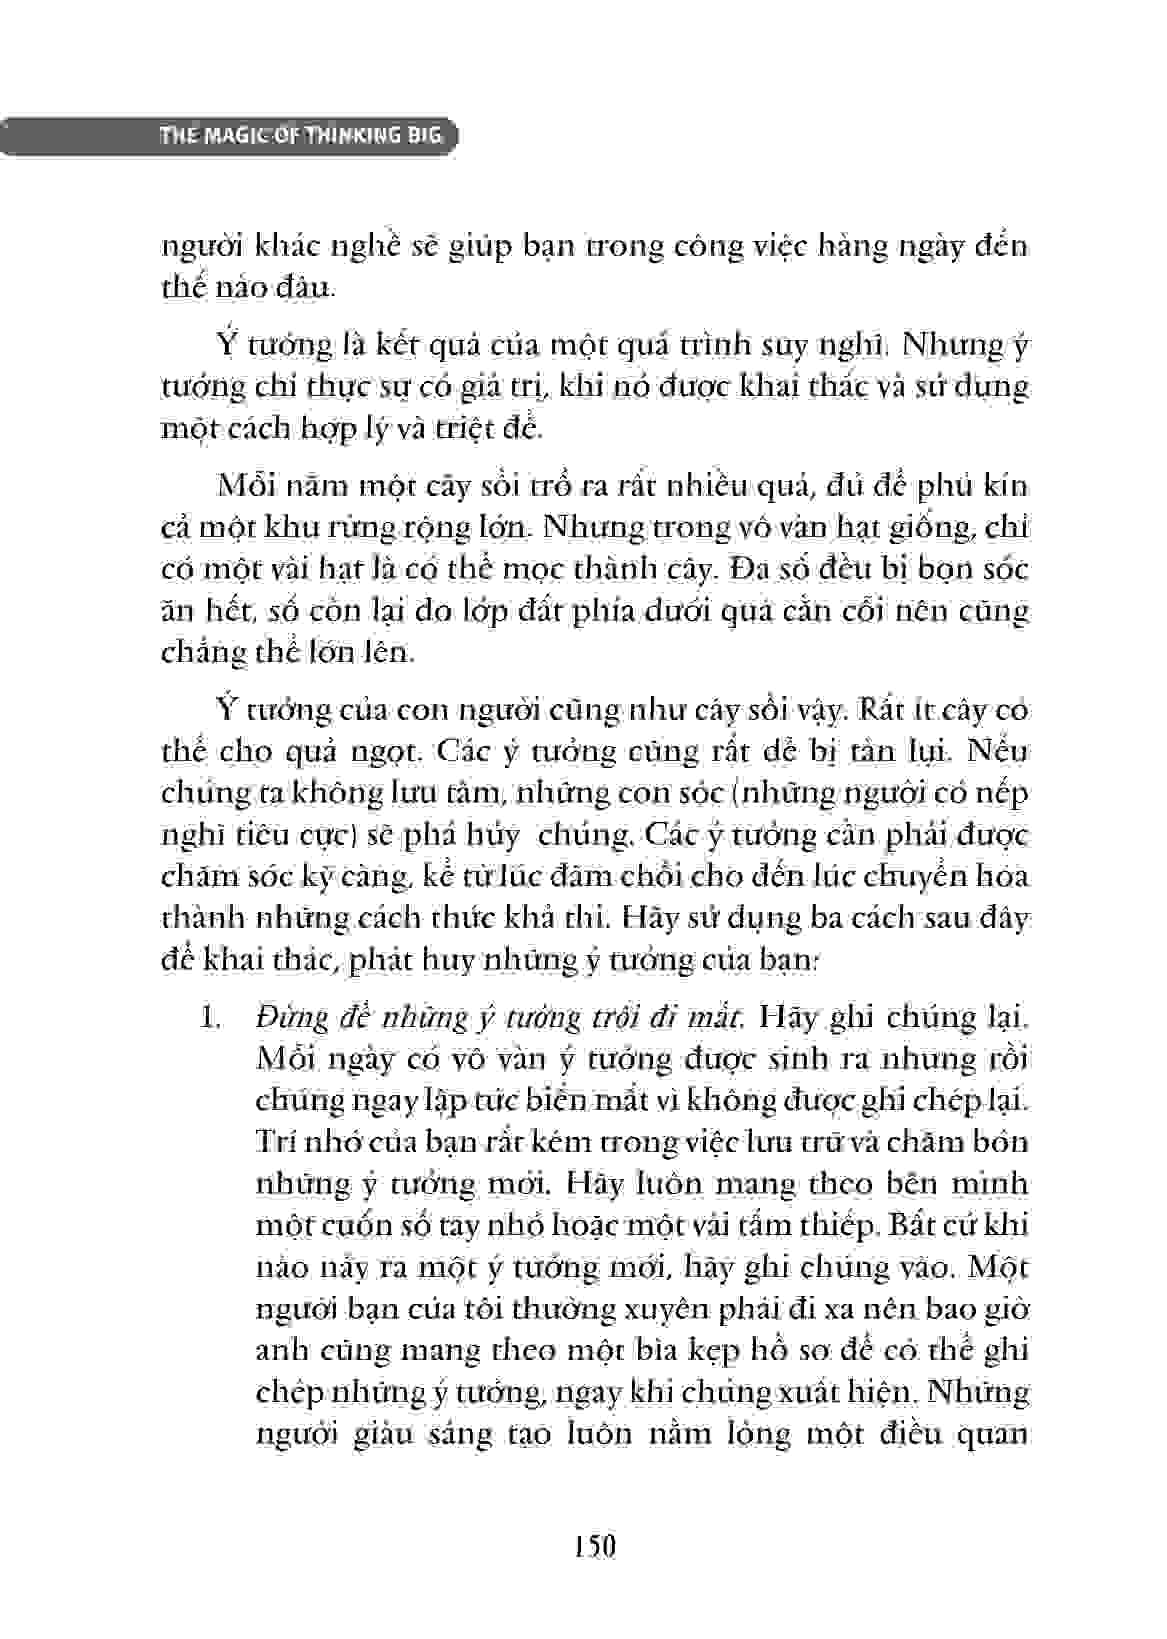 THE MAGIC OF THINKING BIG
người khác nghề sẽ giúp bạn trong công việc hàng ngày đến
thế nào đâu.
Ý tưởng là kết quả của một quá trình suy nghĩ. Nhưng ý
tưởng chỉ thực sự có giá trị, khi nó được khai thác và sử dụng
một cách hợp lý và triệt để.
Mỗi năm một cây sồi trổ ra rất nhiều quả, đủ để phủ kín
cả một khu rừng rộng lớn. Nhưng trong vô vàn hạt giống, chỉ
có một vài hạt là có thể mọc thành cây. Đa số đều bị bọn sóc
ăn hết, số còn lại do lớp đất phía dưới quá cằn cỗi nên cũng
chẳng thể lớn lên.
Ý tưởng của con người cũng như cây sồi vậy. Rất ít cây có
thể cho quả ngọt. Các ý tưởng cũng rất dễ bị tàn lụi. Nếu
chúng ta không lưu tâm, những con sóc (những người có nếp
nghĩ tiêu cực) sẽ phá hủy chúng. Các ý tưởng cần phải được
chăm sóc kỹ càng, kể từ lúc đâm chồi cho đến lúc chuyển hóa
thành những cách thức khả thi. Hãy sử dụng ba cách sau đây
để khai thác, phát huy những ý tưởng của bạn:
1. Đừng để những ý tưởng trôi đi mất. Hãy ghi chúng lại.
Mỗi ngày có vô vàn ý tưởng được sinh ra nhưng rồi
chúng ngay lập tức biến mất vì không được ghi chép lại.
Trí nhớ của bạn rất kém trong việc lưu trữ và chăm bón
những ý tưởng mới. Hãy luôn mang theo bên mình
một cuốn sổ tay nhỏ hoặc một vài tấm thiếp. Bất cứ khi
nào nảy ra một ý tưởng mới, hãy ghi chúng vào. Một
người bạn của tôi thường xuyên phải đi xa nên bao giờ
anh cũng mang theo một bìa kẹp hồ sơ để có thể ghi
chép những ý tưởng, ngay khi chúng xuất hiện. Những
người giàu sáng tạo luôn nằm lòng một điều quan
150